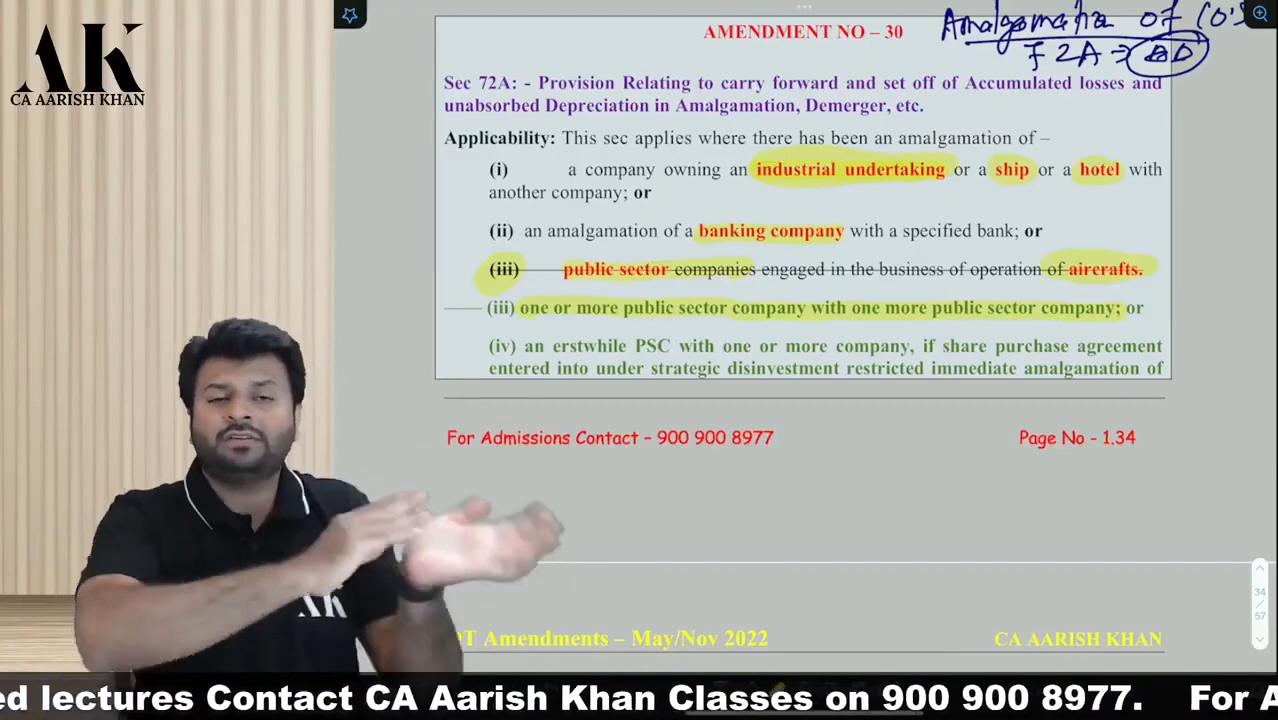 AK
CA AARISH KHAN
Amalgamation of Co's
72A
AMENDMENT NO – 30
Sec 72A: - Provision Relating to carry forward and set off of Accumulated losses and
unabsorbed Depreciation in Amalgamation, Demerger, etc.
Applicability: This sec applies where there has been an amalgamation of –
(i) a company owning an industrial undertaking or a ship or a hotel with
another company; or
(ii) an amalgamation of a banking company with a specified bank; or
(iii) public sector companies engaged in the business of operation of aircrafts.
(iii) one or more public sector company with one more public sector company; or
(iv) an erstwhile PSC with one or more company, if share purchase agreement
entered into under strategic disinvestment restricted immediate amalgamation of
For Admissions Contact – 900 900 8977 Page No - 1.34
34
/
57
AK
DT Amendments – May/Nov 2022 CA AARISH KHAN
ed lectures Contact CA Aarish Khan Classes on 900 900 8977. For A